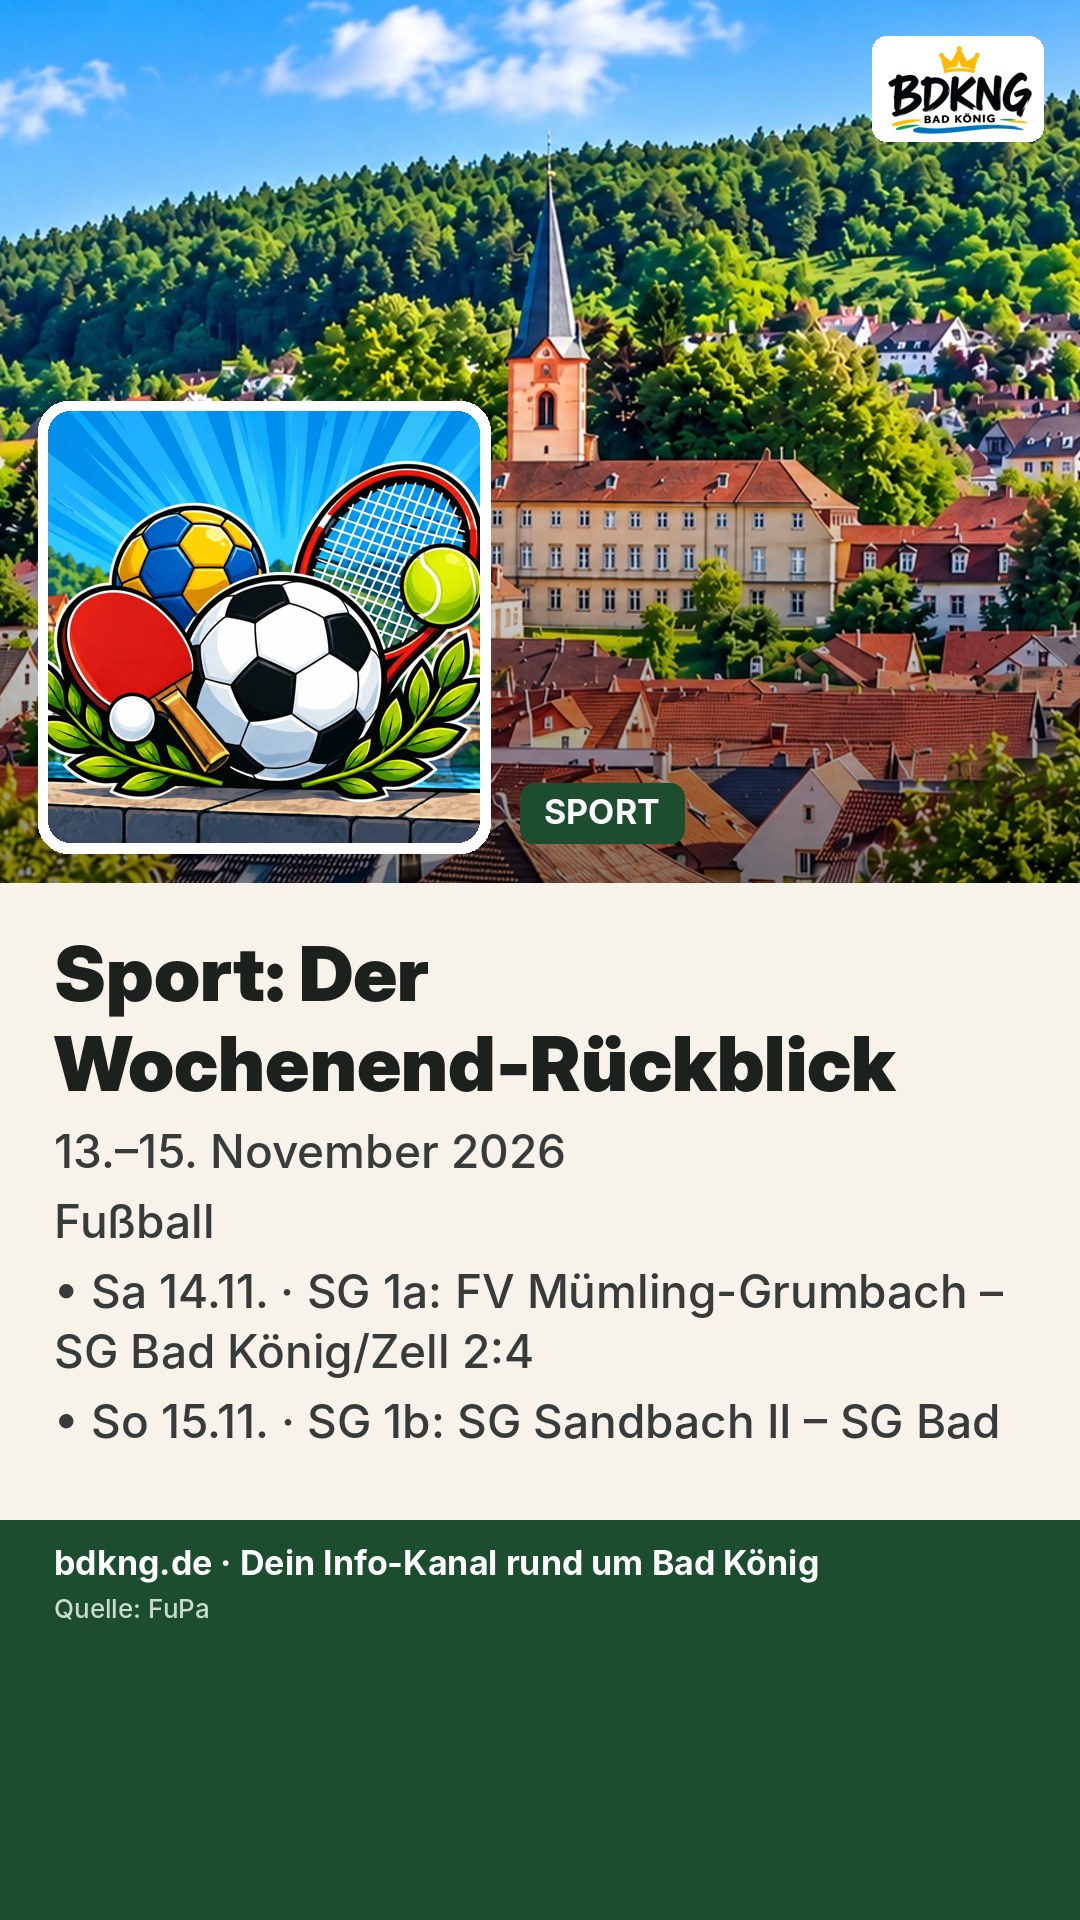 BDKNG
BAD KÖNIG
SPORT
Sport: Der
Wochenend-Rückblick
13.–15. November 2026
Fußball
• Sa 14.11. · SG 1a: FV Mümling-Grumbach –
SG Bad König/Zell 2:4
• So 15.11. · SG 1b: SG Sandbach II – SG Bad
bdkng.de · Dein Info-Kanal rund um Bad König
Quelle: FuPa